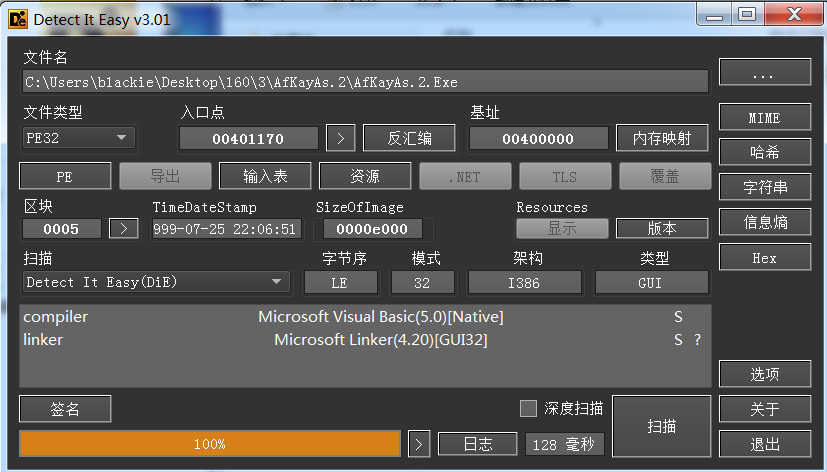 Detect It Easy v3.01
文件名
C:\Users\blackie\Desktop\160\3\AfKayAs.2\AfKayAs.2.Exe
...
文件类型 入口点 基址
PE32 00401170 > 反汇编 00400000 内存映射 MIME
PE 导出 输入表 资源 .NET TLS 覆盖 哈希
区块 TimeDateStamp SizeOfImage Resources 字符串
0005 > 999-07-25 22:06:51 0000e000 显示 版本 信息熵
扫描 字节序 模式 架构 类型 Hex
Detect It Easy(DiE) LE 32 I386 GUI
compiler Microsoft Visual Basic(5.0)[Native] S
linker Microsoft Linker(4.20)[GUI32] S ?
选项
签名 深度扫描 扫描 关于
100% > 日志 128 毫秒 退出